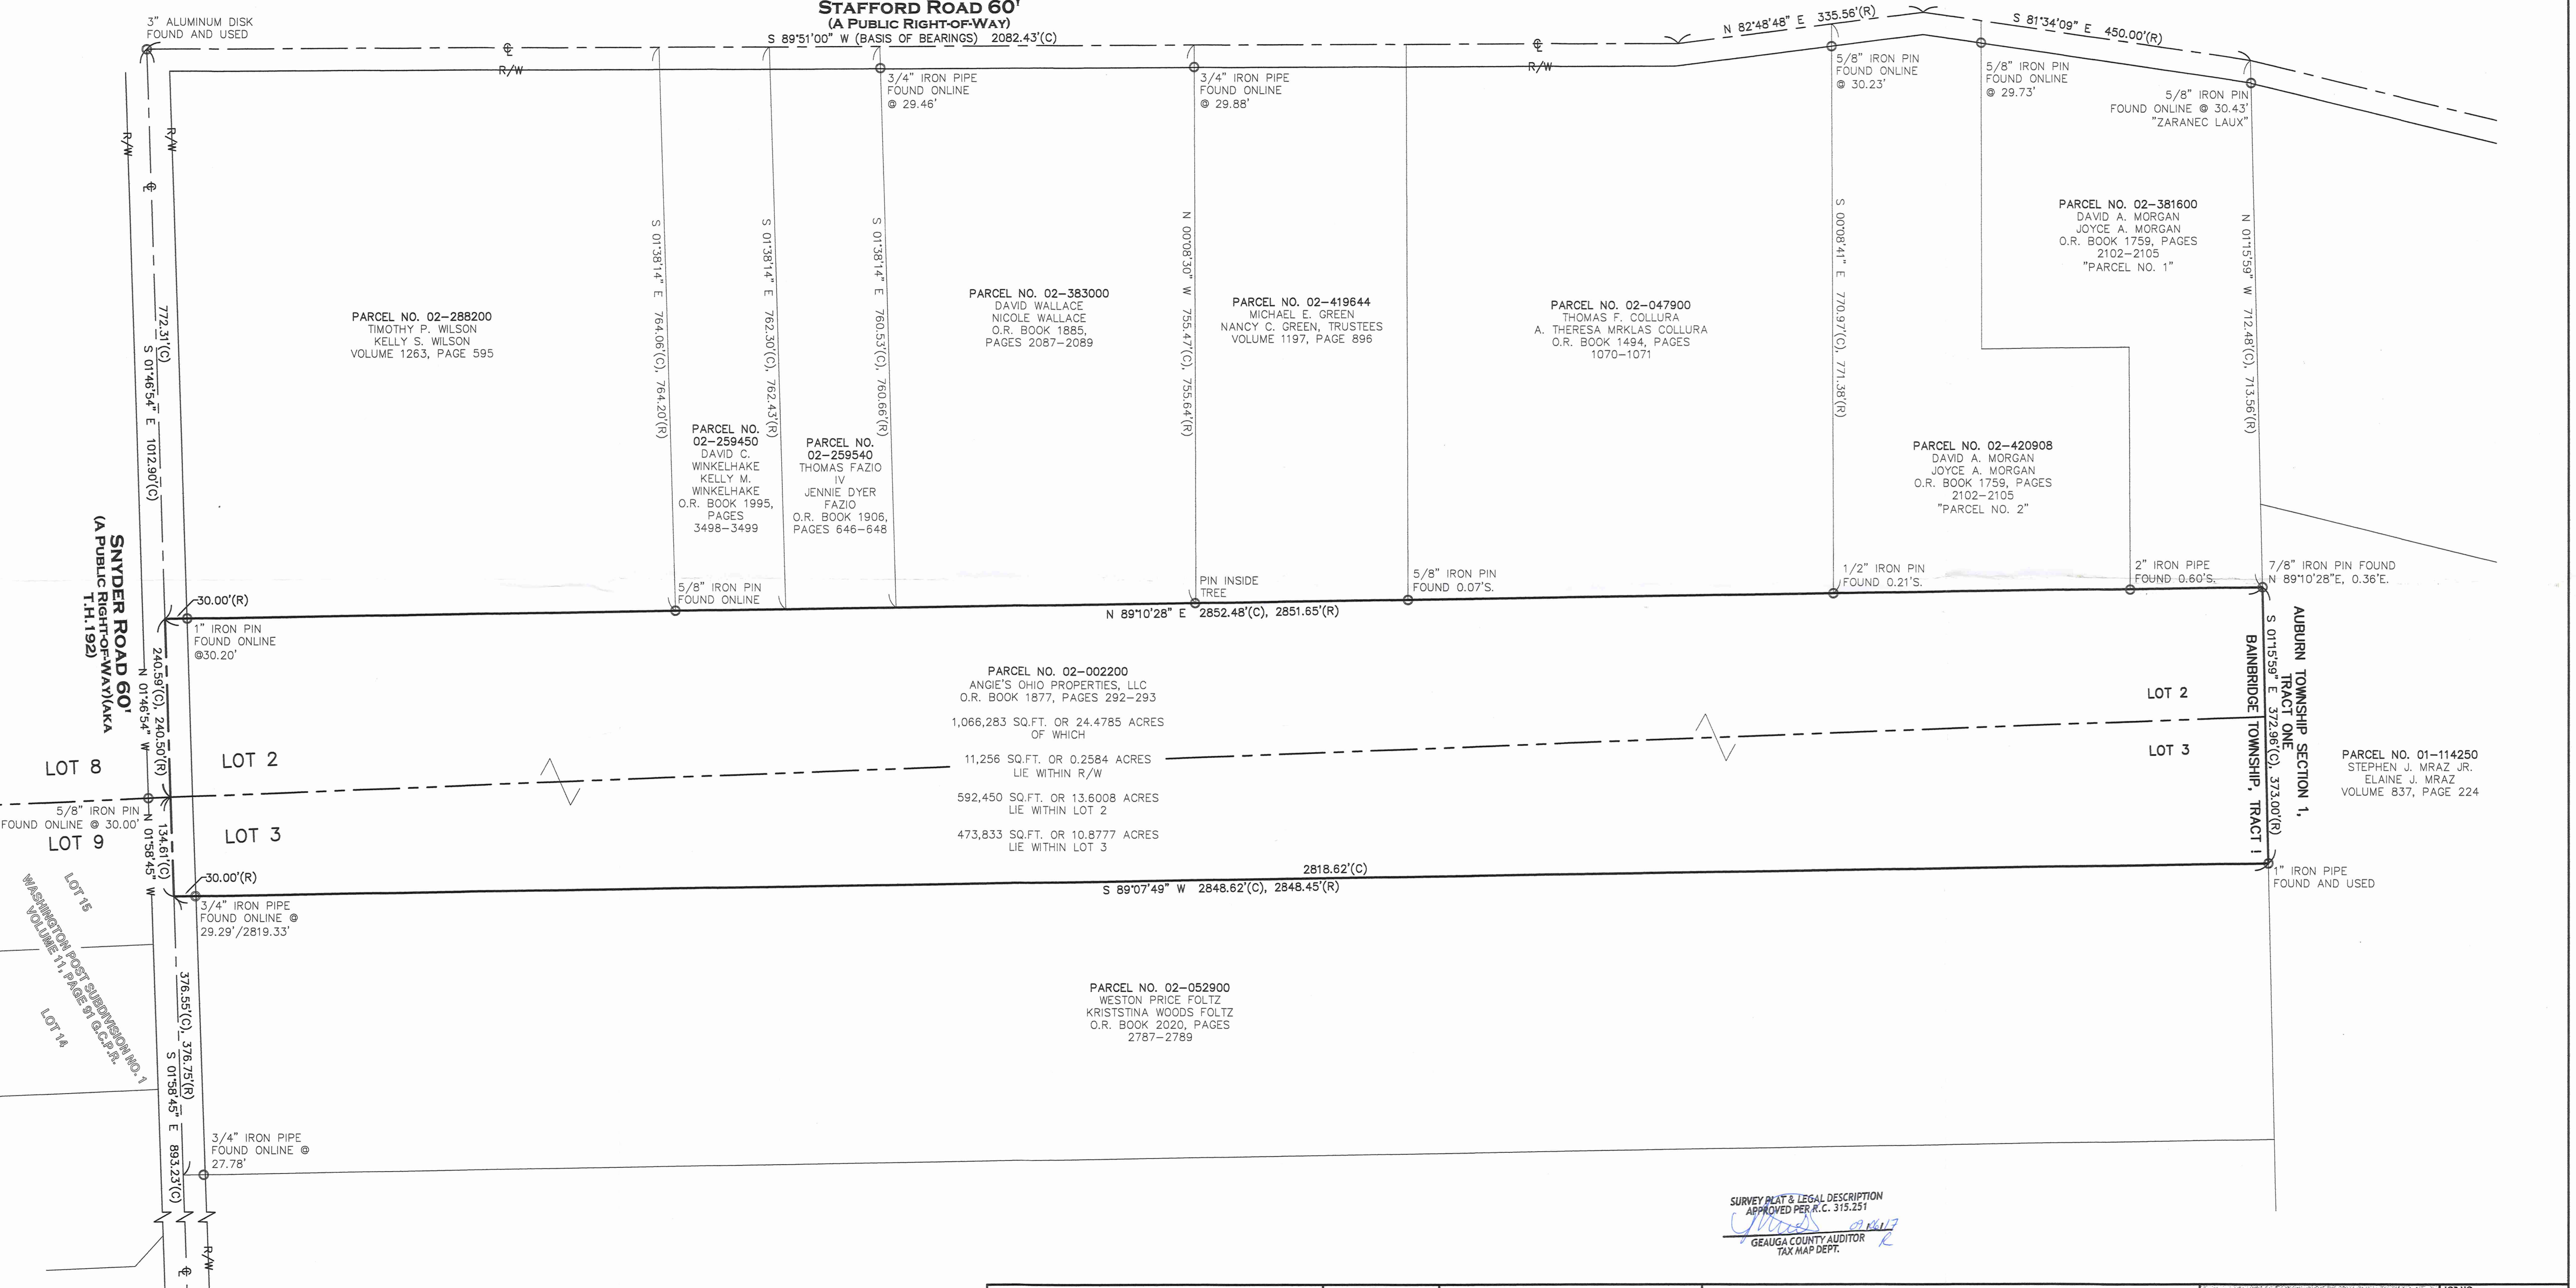 STAFFORD ROAD 60'
(A PUBLIC RIGHT-OF-WAY)
S 89°51'00" W (BASIS OF BEARINGS) 2082.43'(C)
3" ALUMINUM DISK
FOUND AND USED
N 82°48'48" E 335.56'(R)
S 81°34'09" E 450.00'(R)
R/W
R/W
R/W
R/W
3/4" IRON PIPE
FOUND ONLINE
@ 29.46'
3/4" IRON PIPE
FOUND ONLINE
@ 29.88'
5/8" IRON PIN
FOUND ONLINE
@ 30.23'
5/8" IRON PIN
FOUND ONLINE
@ 29.73'
5/8" IRON PIN
FOUND ONLINE @ 30.43'
"ZARANEC LAUX"
772.31'(C)
S 01°46'54" E 1012.90'(C)
PARCEL NO. 02-288200
TIMOTHY P. WILSON
KELLY S. WILSON
VOLUME 1263, PAGE 595
S 01°38'14" E 764.06'(C), 764.20'(R)
PARCEL NO.
02-259450
DAVID C.
WINKELHAKE
KELLY M.
WINKELHAKE
O.R. BOOK 1995,
PAGES
3498-3499
S 01°38'14" E 762.30'(C), 762.43'(R)
PARCEL NO.
02-259540
THOMAS FAZIO
IV
JENNIE DYER
FAZIO
O.R. BOOK 1906,
PAGES 646-648
S 01°38'14" E 760.53'(C), 760.66'(R)
PARCEL NO. 02-383000
DAVID WALLACE
NICOLE WALLACE
O.R. BOOK 1885,
PAGES 2087-2089
N 00°08'30" W 755.47'(C), 755.64'(R)
PARCEL NO. 02-419644
MICHAEL E. GREEN
NANCY C. GREEN, TRUSTEES
VOLUME 1197, PAGE 896
PARCEL NO. 02-047900
THOMAS F. COLLURA
A. THERESA MRKLAS COLLURA
O.R. BOOK 1494, PAGES
1070-1071
S 00°08'41" E 770.97'(C), 771.38'(R)
PARCEL NO. 02-381600
DAVID A. MORGAN
JOYCE A. MORGAN
O.R. BOOK 1759, PAGES
2102-2105
"PARCEL NO. 1"
N 01°15'59" W 712.48'(C), 713.56'(R)
PARCEL NO. 02-420908
DAVID A. MORGAN
JOYCE A. MORGAN
O.R. BOOK 1759, PAGES
2102-2105
"PARCEL NO. 2"
SNYDER ROAD 60'
(A PUBLIC RIGHT-OF-WAY)(AKA
T.H.192)
30.00'(R)
1" IRON PIN
FOUND ONLINE
@30.20'
5/8" IRON PIN
FOUND ONLINE
PIN INSIDE
TREE
5/8" IRON PIN
FOUND 0.07'S.
1/2" IRON PIN
FOUND 0.21'S.
2" IRON PIPE
FOUND 0.60'S.
7/8" IRON PIN FOUND
N 89°10'28"E, 0.36'E.
N 89°10'28" E 2852.48'(C), 2851.65'(R)
240.59'(C), 240.50'(R)
N 01°46'54" W
PARCEL NO. 02-002200
ANGIE'S OHIO PROPERTIES, LLC
O.R. BOOK 1877, PAGES 292-293
1,066,283 SQ.FT. OR 24.4785 ACRES
OF WHICH
11,256 SQ.FT. OR 0.2584 ACRES
LIE WITHIN R/W
592,450 SQ.FT. OR 13.6008 ACRES
LIE WITHIN LOT 2
473,833 SQ.FT. OR 10.8777 ACRES
LIE WITHIN LOT 3
LOT 2
LOT 3
AUBURN TOWNSHIP SECTION 1,
TRACT ONE
S 01°15'59" E 372.96'(C), 373.00'(R)
BAINBRIDGE TOWNSHIP, TRACT !
PARCEL NO. 01-114250
STEPHEN J. MRAZ JR.
ELAINE J. MRAZ
VOLUME 837, PAGE 224
LOT 8
LOT 2
5/8" IRON PIN
FOUND ONLINE @ 30.00'
LOT 9
LOT 3
134.61'(C)
N 01°58'45" W
30.00'(R)
2818.62'(C)
S 89°07'49" W 2848.62'(C), 2848.45'(R)
1" IRON PIPE
FOUND AND USED
3/4" IRON PIPE
FOUND ONLINE @
29.29'/2819.33'
LOT 15
WASHINGTON POST SUBDIVISION NO. 1
VOLUME 11, PAGE 91 G.C.P.R.
LOT 14
376.55'(C), 376.75'(R)
S 01°58'45" E 893.23'(C)
PARCEL NO. 02-052900
WESTON PRICE FOLTZ
KRISTSTINA WOODS FOLTZ
O.R. BOOK 2020, PAGES
2787-2789
3/4" IRON PIPE
FOUND ONLINE @
27.78'
R/W
SURVEY PLAT & LEGAL DESCRIPTION
APPROVED PER R.C. 315.251
GEAUGA COUNTY AUDITOR
TAX MAP DEPT.